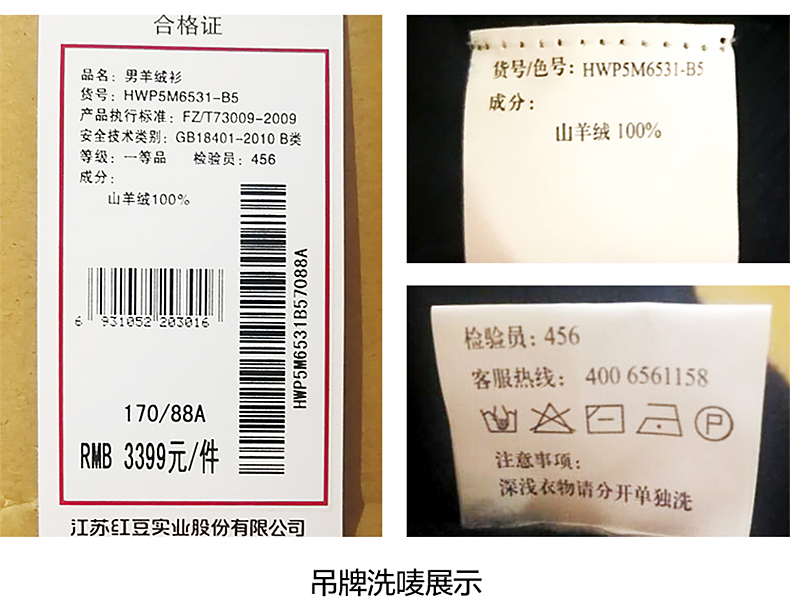 合格证
品名：男羊绒衫
货号：HWP5M6531-B5
产品执行标准：FZ/T73009-2009
安全技术类别：GB18401-2010 B类
等级：一等品 检验员：456
成分：
山羊绒100%
6 931052 203016
HWP5M6531B57088A
170/88A
RMB 3399元/件
江苏红豆实业股份有限公司
货号/色号：HWP5M6531-B5
成分：
山羊绒 100%
检验员：456
客服热线： 400 6561158
P
注意事项：
深浅衣物请分开单独洗
吊牌洗唛展示